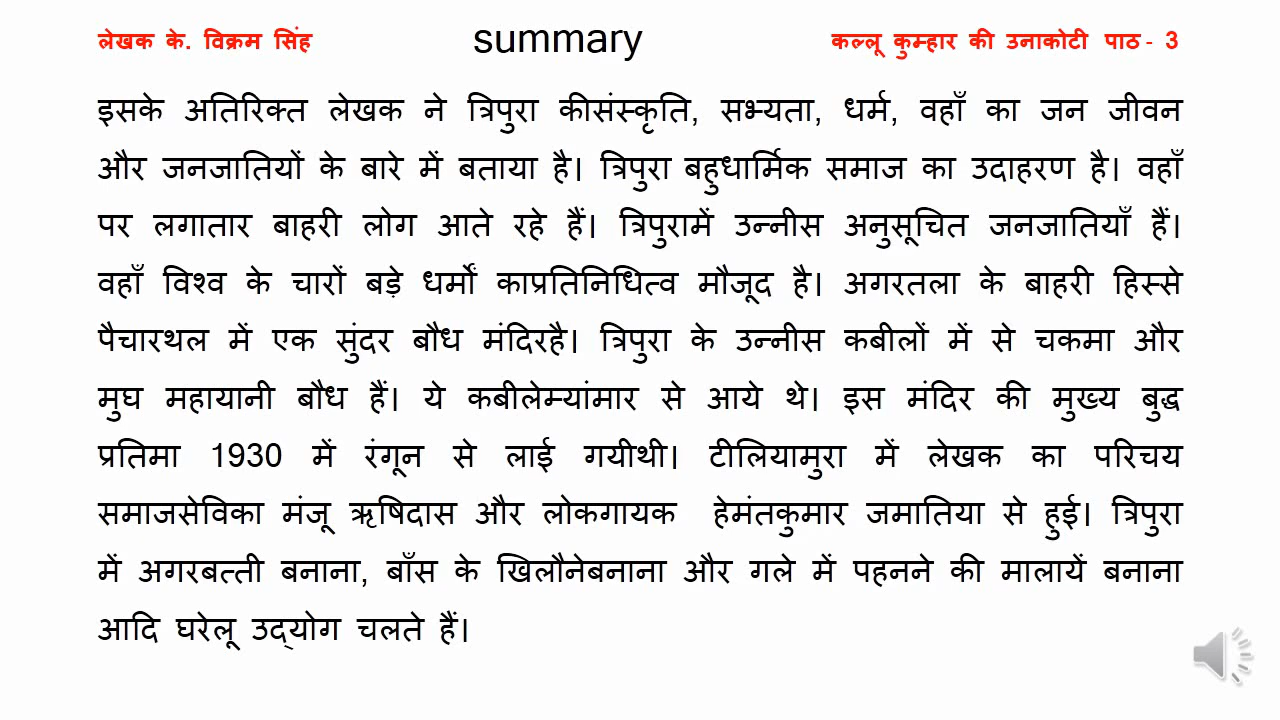 लेखक के. विक्रम सिंह summary कल्लू कुम्हार की उनाकोटी पाठ - 3
इसके अतिरिक्त लेखक ने त्रिपुरा कीसंस्कृति, सभ्यता, धर्म, वहाँ का जन जीवन
और जनजातियों के बारे में बताया है। त्रिपुरा बहुधार्मिक समाज का उदाहरण है। वहाँ
पर लगातार बाहरी लोग आते रहे हैं। त्रिपुरामें उन्नीस अनुसूचित जनजातियाँ हैं।
वहाँ विश्व के चारों बड़े धर्मों काप्रतिनिधित्व मौजूद है। अगरतला के बाहरी हिस्से
पैचारथल में एक सुंदर बौध मंदिरहै। त्रिपुरा के उन्नीस कबीलों में से चकमा और
मुघ महायानी बौध हैं। ये कबीलेम्यांमार से आये थे। इस मंदिर की मुख्य बुद्ध
प्रतिमा 1930 में रंगून से लाई गयीथी। टीलियामुरा में लेखक का परिचय
समाजसेविका मंजू ऋषिदास और लोकगायक हेमंतकुमार जमातिया से हुई। त्रिपुरा
में अगरबत्ती बनाना, बाँस के खिलौनेबनाना और गले में पहनने की मालायें बनाना
आदि घरेलू उद्‌योग चलते हैं।